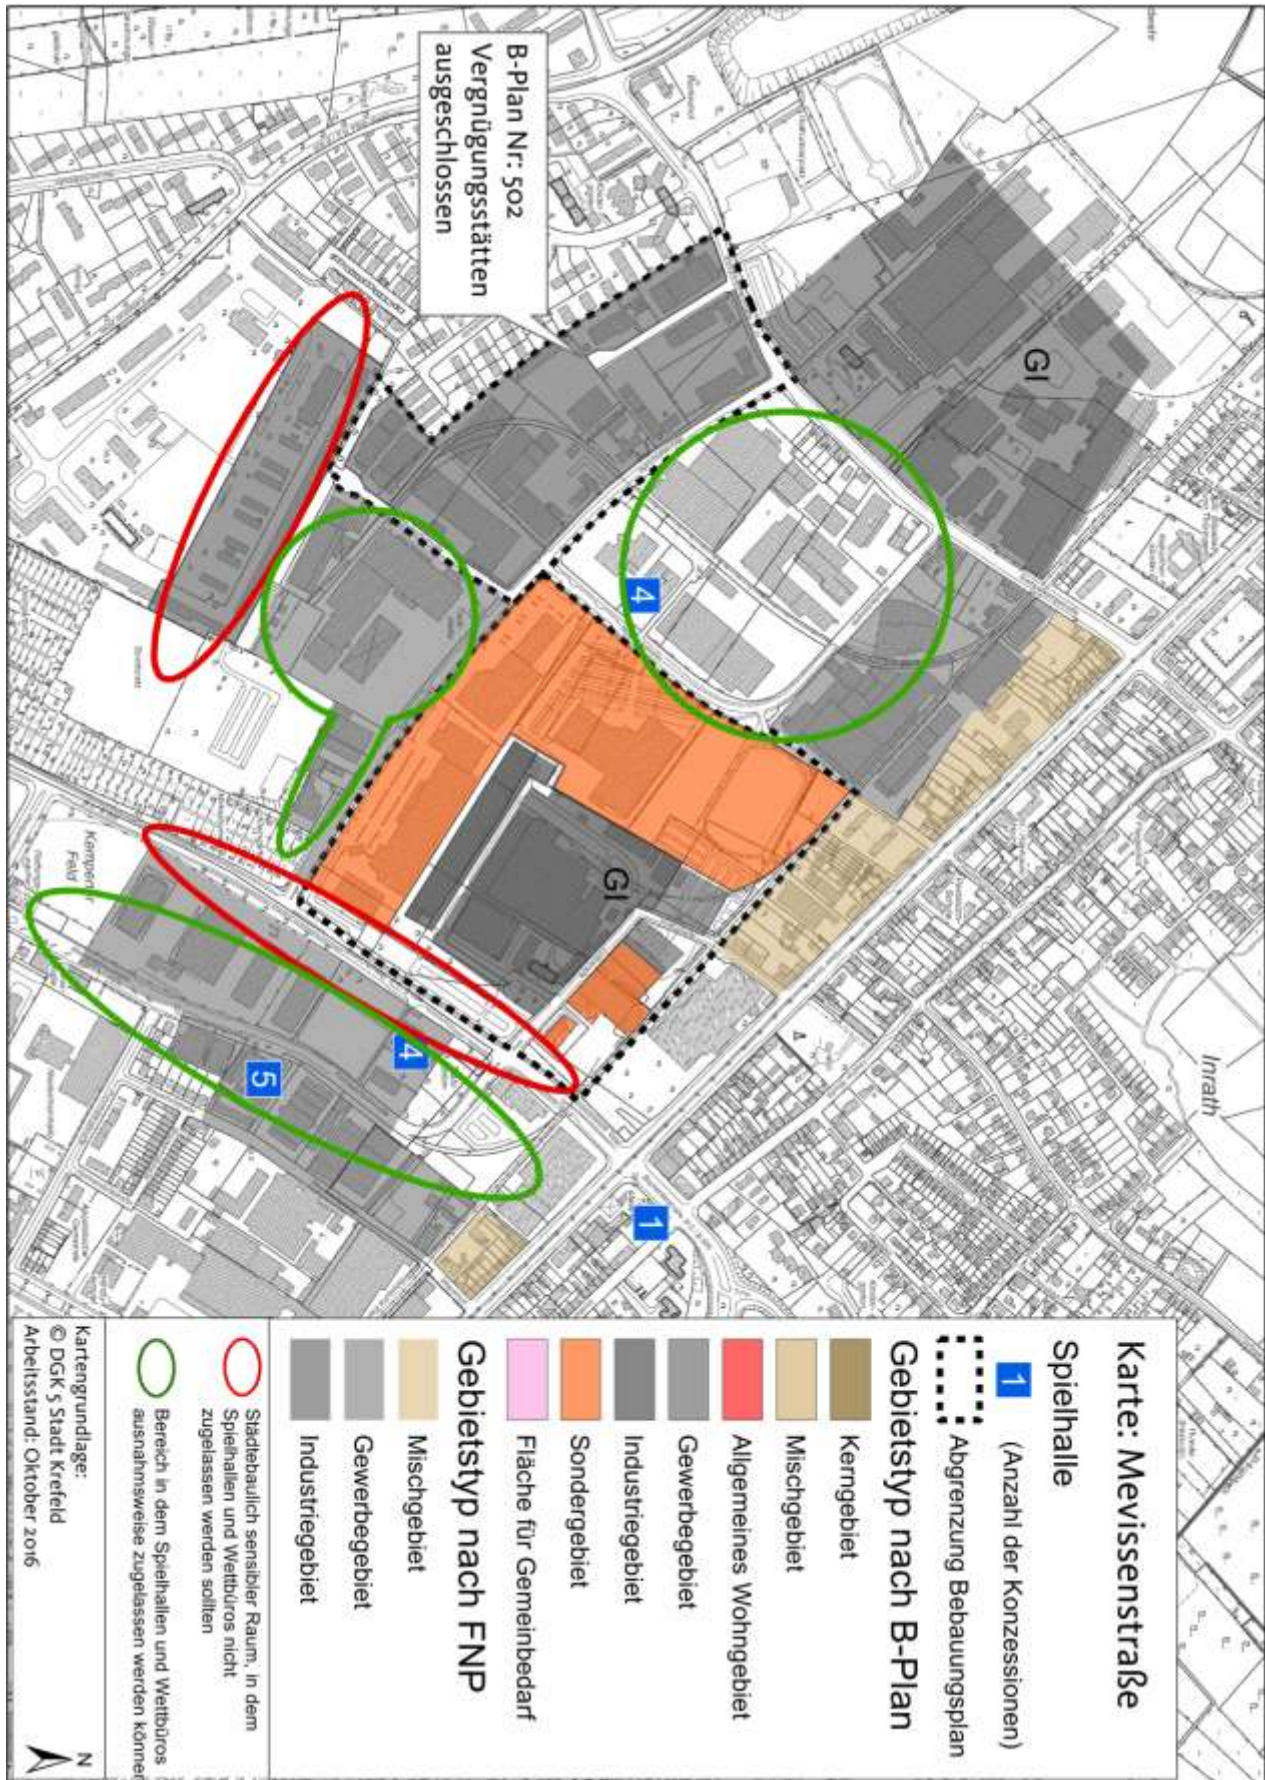 Karte: Mevissenstraße
Spielhalle
1 (Anzahl der Konzessionen)
Abgrenzung Bebauungsplan
Gebietstyp nach B-Plan
Kerngebiet
Mischgebiet
Allgemeines Wohngebiet
Gewerbegebiet
Industriegebiet
Sondergebiet
Fläche für Gemeinbedarf
Gebietstyp nach FNP
Mischgebiet
Gewerbegebiet
Industriegebiet
Städtebaulich sensibler Raum, in dem
Spielhallen und Wettbüros nicht
zugelassen werden sollten
Bereich in dem Spielhallen und Wettbüros
ausnahmsweise zugelassen werden können
Kartengrundlage:
© DGK 5 Stadt Krefeld
Arbeitsstand: Oktober 2016
N
B-Plan Nr: 502
Vergnügungsstätten
ausgeschlossen
GI
GI
4
4
5
1
Inrath
Kempener
Feld